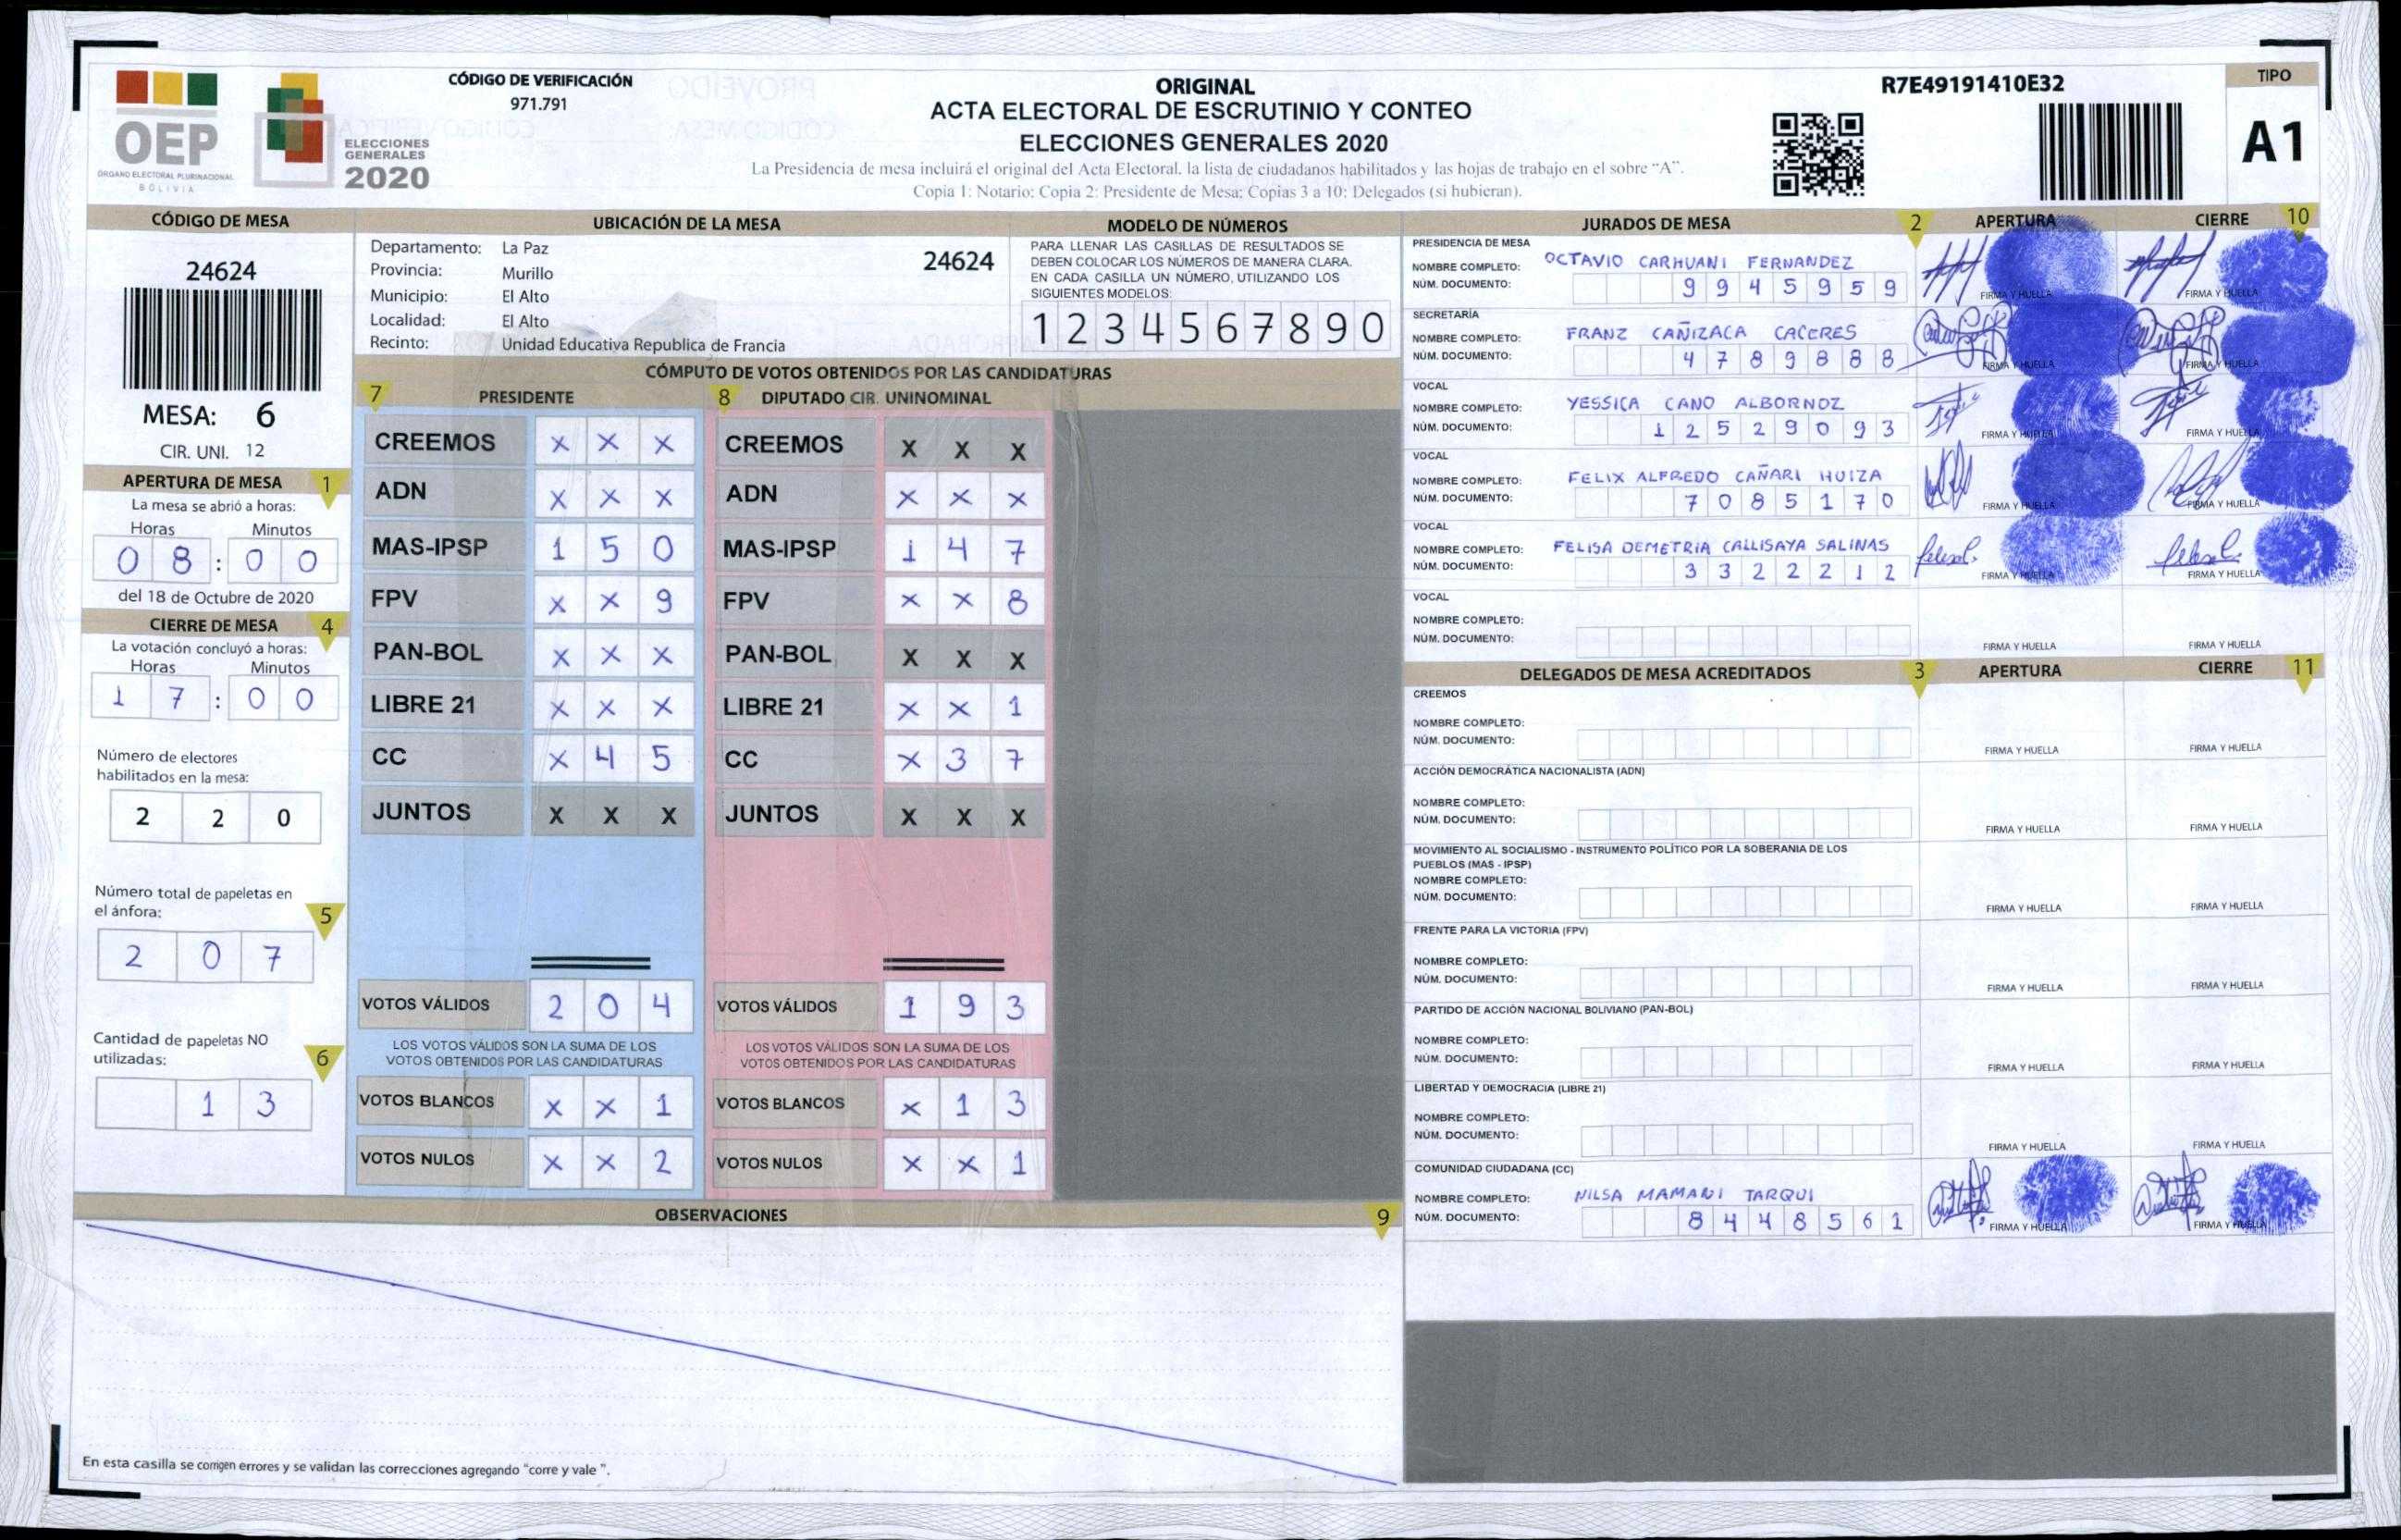 OEP
ÓRGANO ELECTORAL PLURINACIONAL
BOLIVIA
ELECCIONES
GENERALES
2020
CÓDIGO DE VERIFICACIÓN
971.791
ORIGINAL
ACTA ELECTORAL DE ESCRUTINIO Y CONTEO
ELECCIONES GENERALES 2020
La Presidencia de mesa incluirá el original del Acta Electoral, la lista de ciudadanos habilitados y las hojas de trabajo en el sobre "A".
Copia 1: Notario; Copia 2: Presidente de Mesa; Copias 3 a 10: Delegados (si hubieran).
R7E49191410E32
TIPO
A1
CÓDIGO DE MESA
24624
MESA: 6
CIR. UNI. 12
APERTURA DE MESA 1
La mesa se abrió a horas:
Horas Minutos
0 8 : 0 0
del 18 de Octubre de 2020
CIERRE DE MESA 4
La votación concluyó a horas:
Horas Minutos
1 7 : 0 0
Número de electores
habilitados en la mesa:
2 2 0
Número total de papeletas en
el ánfora: 5
2 0 7
Cantidad de papeletas NO
utilizadas: 6
1 3
UBICACIÓN DE LA MESA
Departamento: La Paz 24624
Provincia: Murillo
Municipio: El Alto
Localidad: El Alto
Recinto: Unidad Educativa Republica de Francia
MODELO DE NÚMEROS
PARA LLENAR LAS CASILLAS DE RESULTADOS SE
DEBEN COLOCAR LOS NÚMEROS DE MANERA CLARA.
EN CADA CASILLA UN NÚMERO, UTILIZANDO LOS
SIGUIENTES MODELOS:
1 2 3 4 5 6 7 8 9 0
CÓMPUTO DE VOTOS OBTENIDOS POR LAS CANDIDATURAS
7 PRESIDENTE
CREEMOS X X X
ADN X X X
MAS-IPSP 1 5 0
FPV X X 9
PAN-BOL X X X
LIBRE 21 X X X
CC X 4 5
JUNTOS X X X
VOTOS VÁLIDOS 2 0 4
LOS VOTOS VÁLIDOS SON LA SUMA DE LOS
VOTOS OBTENIDOS POR LAS CANDIDATURAS
VOTOS BLANCOS X X 1
VOTOS NULOS X X 2
8 DIPUTADO CIR. UNINOMINAL
CREEMOS X X X
ADN X X X
MAS-IPSP 1 4 7
FPV X X 8
PAN-BOL X X X
LIBRE 21 X X 1
CC X 3 7
JUNTOS X X X
VOTOS VÁLIDOS 1 9 3
LOS VOTOS VÁLIDOS SON LA SUMA DE LOS
VOTOS OBTENIDOS POR LAS CANDIDATURAS
VOTOS BLANCOS X 1 3
VOTOS NULOS X X 1
OBSERVACIONES 9
En esta casilla se corrigen errores y se validan las correcciones agregando "corre y vale ".
JURADOS DE MESA 2 APERTURA CIERRE 10
PRESIDENCIA DE MESA
NOMBRE COMPLETO: OCTAVIO CARHUANI FERNANDEZ
NÚM. DOCUMENTO: 9 9 4 5 9 5 9 FIRMA Y HUELLA FIRMA Y HUELLA
SECRETARÍA
NOMBRE COMPLETO: FRANZ CAÑIZACA CACERES
NÚM. DOCUMENTO: 4 7 8 9 8 8 8 FIRMA Y HUELLA FIRMA Y HUELLA
VOCAL
NOMBRE COMPLETO: YESSICA CANO ALBORNOZ
NÚM. DOCUMENTO: 1 2 5 2 9 0 9 3 FIRMA Y HUELLA FIRMA Y HUELLA
VOCAL
NOMBRE COMPLETO: FELIX ALFREDO CAÑARI HUIZA
NÚM. DOCUMENTO: 7 0 8 5 1 7 0 FIRMA Y HUELLA FIRMA Y HUELLA
VOCAL
NOMBRE COMPLETO: FELISA DEMETRIA CALLISAYA SALINAS
NÚM. DOCUMENTO: 3 3 2 2 2 1 2 FIRMA Y HUELLA FIRMA Y HUELLA
VOCAL
NOMBRE COMPLETO:
NÚM. DOCUMENTO: FIRMA Y HUELLA FIRMA Y HUELLA
DELEGADOS DE MESA ACREDITADOS 3 APERTURA CIERRE 11
CREEMOS
NOMBRE COMPLETO:
NÚM. DOCUMENTO: FIRMA Y HUELLA FIRMA Y HUELLA
ACCIÓN DEMOCRÁTICA NACIONALISTA (ADN)
NOMBRE COMPLETO:
NÚM. DOCUMENTO: FIRMA Y HUELLA FIRMA Y HUELLA
MOVIMIENTO AL SOCIALISMO - INSTRUMENTO POLÍTICO POR LA SOBERANIA DE LOS
PUEBLOS (MAS - IPSP)
NOMBRE COMPLETO:
NÚM. DOCUMENTO: FIRMA Y HUELLA FIRMA Y HUELLA
FRENTE PARA LA VICTORIA (FPV)
NOMBRE COMPLETO:
NÚM. DOCUMENTO: FIRMA Y HUELLA FIRMA Y HUELLA
PARTIDO DE ACCIÓN NACIONAL BOLIVIANO (PAN-BOL)
NOMBRE COMPLETO:
NÚM. DOCUMENTO: FIRMA Y HUELLA FIRMA Y HUELLA
LIBERTAD Y DEMOCRACIA (LIBRE 21)
NOMBRE COMPLETO:
NÚM. DOCUMENTO: FIRMA Y HUELLA FIRMA Y HUELLA
COMUNIDAD CIUDADANA (CC)
NOMBRE COMPLETO: NILSA MAMANI TARQUI
NÚM. DOCUMENTO: 8 4 4 8 5 6 1 FIRMA Y HUELLA FIRMA Y HUELLA